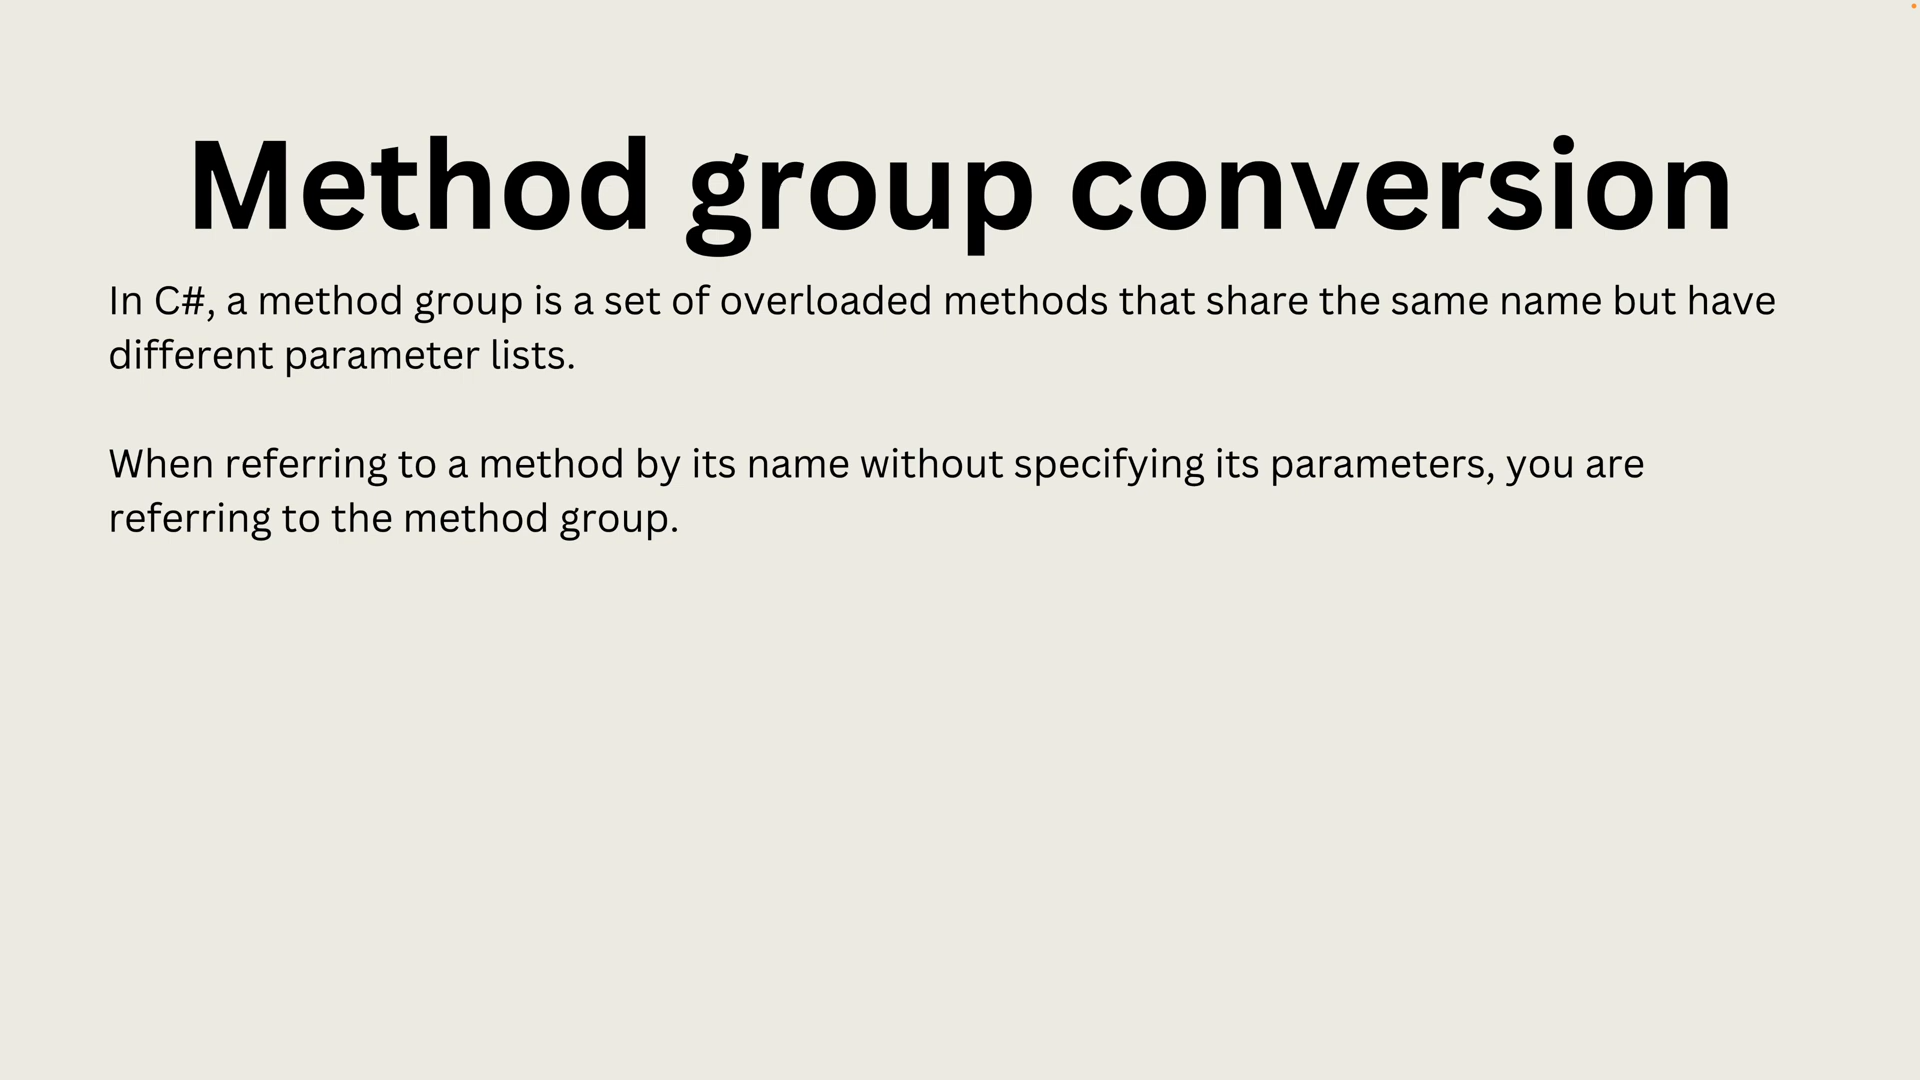 Method group conversion
In C#, a method group is a set of overloaded methods that share the same name but have
different parameter lists.
When referring to a method by its name without specifying its parameters, you are
referring to the method group.